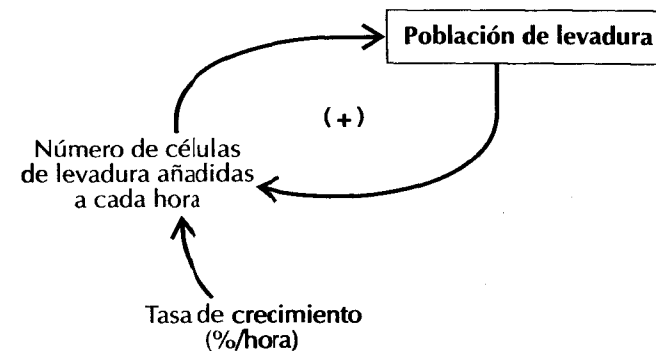 Población de levadura
(+)
Número de células
de levadura añadidas
a cada hora
Tasa de crecimiento
(%/hora)